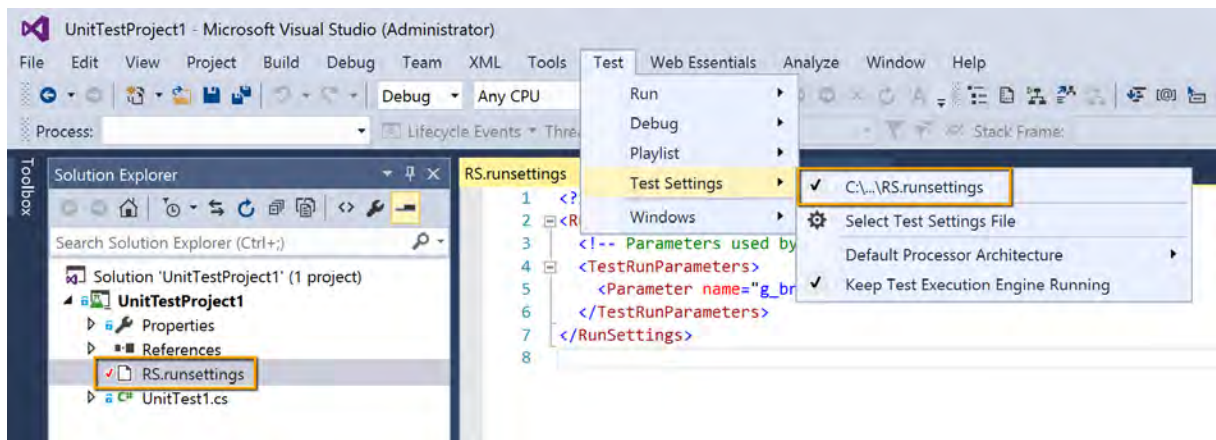 UnitTestProject1 - Microsoft Visual Studio (Administrator)
File Edit View Project Build Debug Team XML Tools Test Web Essentials Analyze Window Help
Debug Any CPU
Process: Lifecycle Events Stack Frame:
Toolbox
Solution Explorer
Search Solution Explorer (Ctrl+;)
Solution 'UnitTestProject1' (1 project)
UnitTestProject1
Properties
References
RS.runsettings
C# UnitTest1.cs
RS.runsettings
1 <?
2 <R
3 <!-- Parameters used by
4 <TestRunParameters>
5 <Parameter name="g_br
6 </TestRunParameters>
7 </RunSettings>
8
Run
Debug
Playlist
Test Settings
Windows
C:\...\RS.runsettings
Select Test Settings File
Default Processor Architecture
Keep Test Execution Engine Running